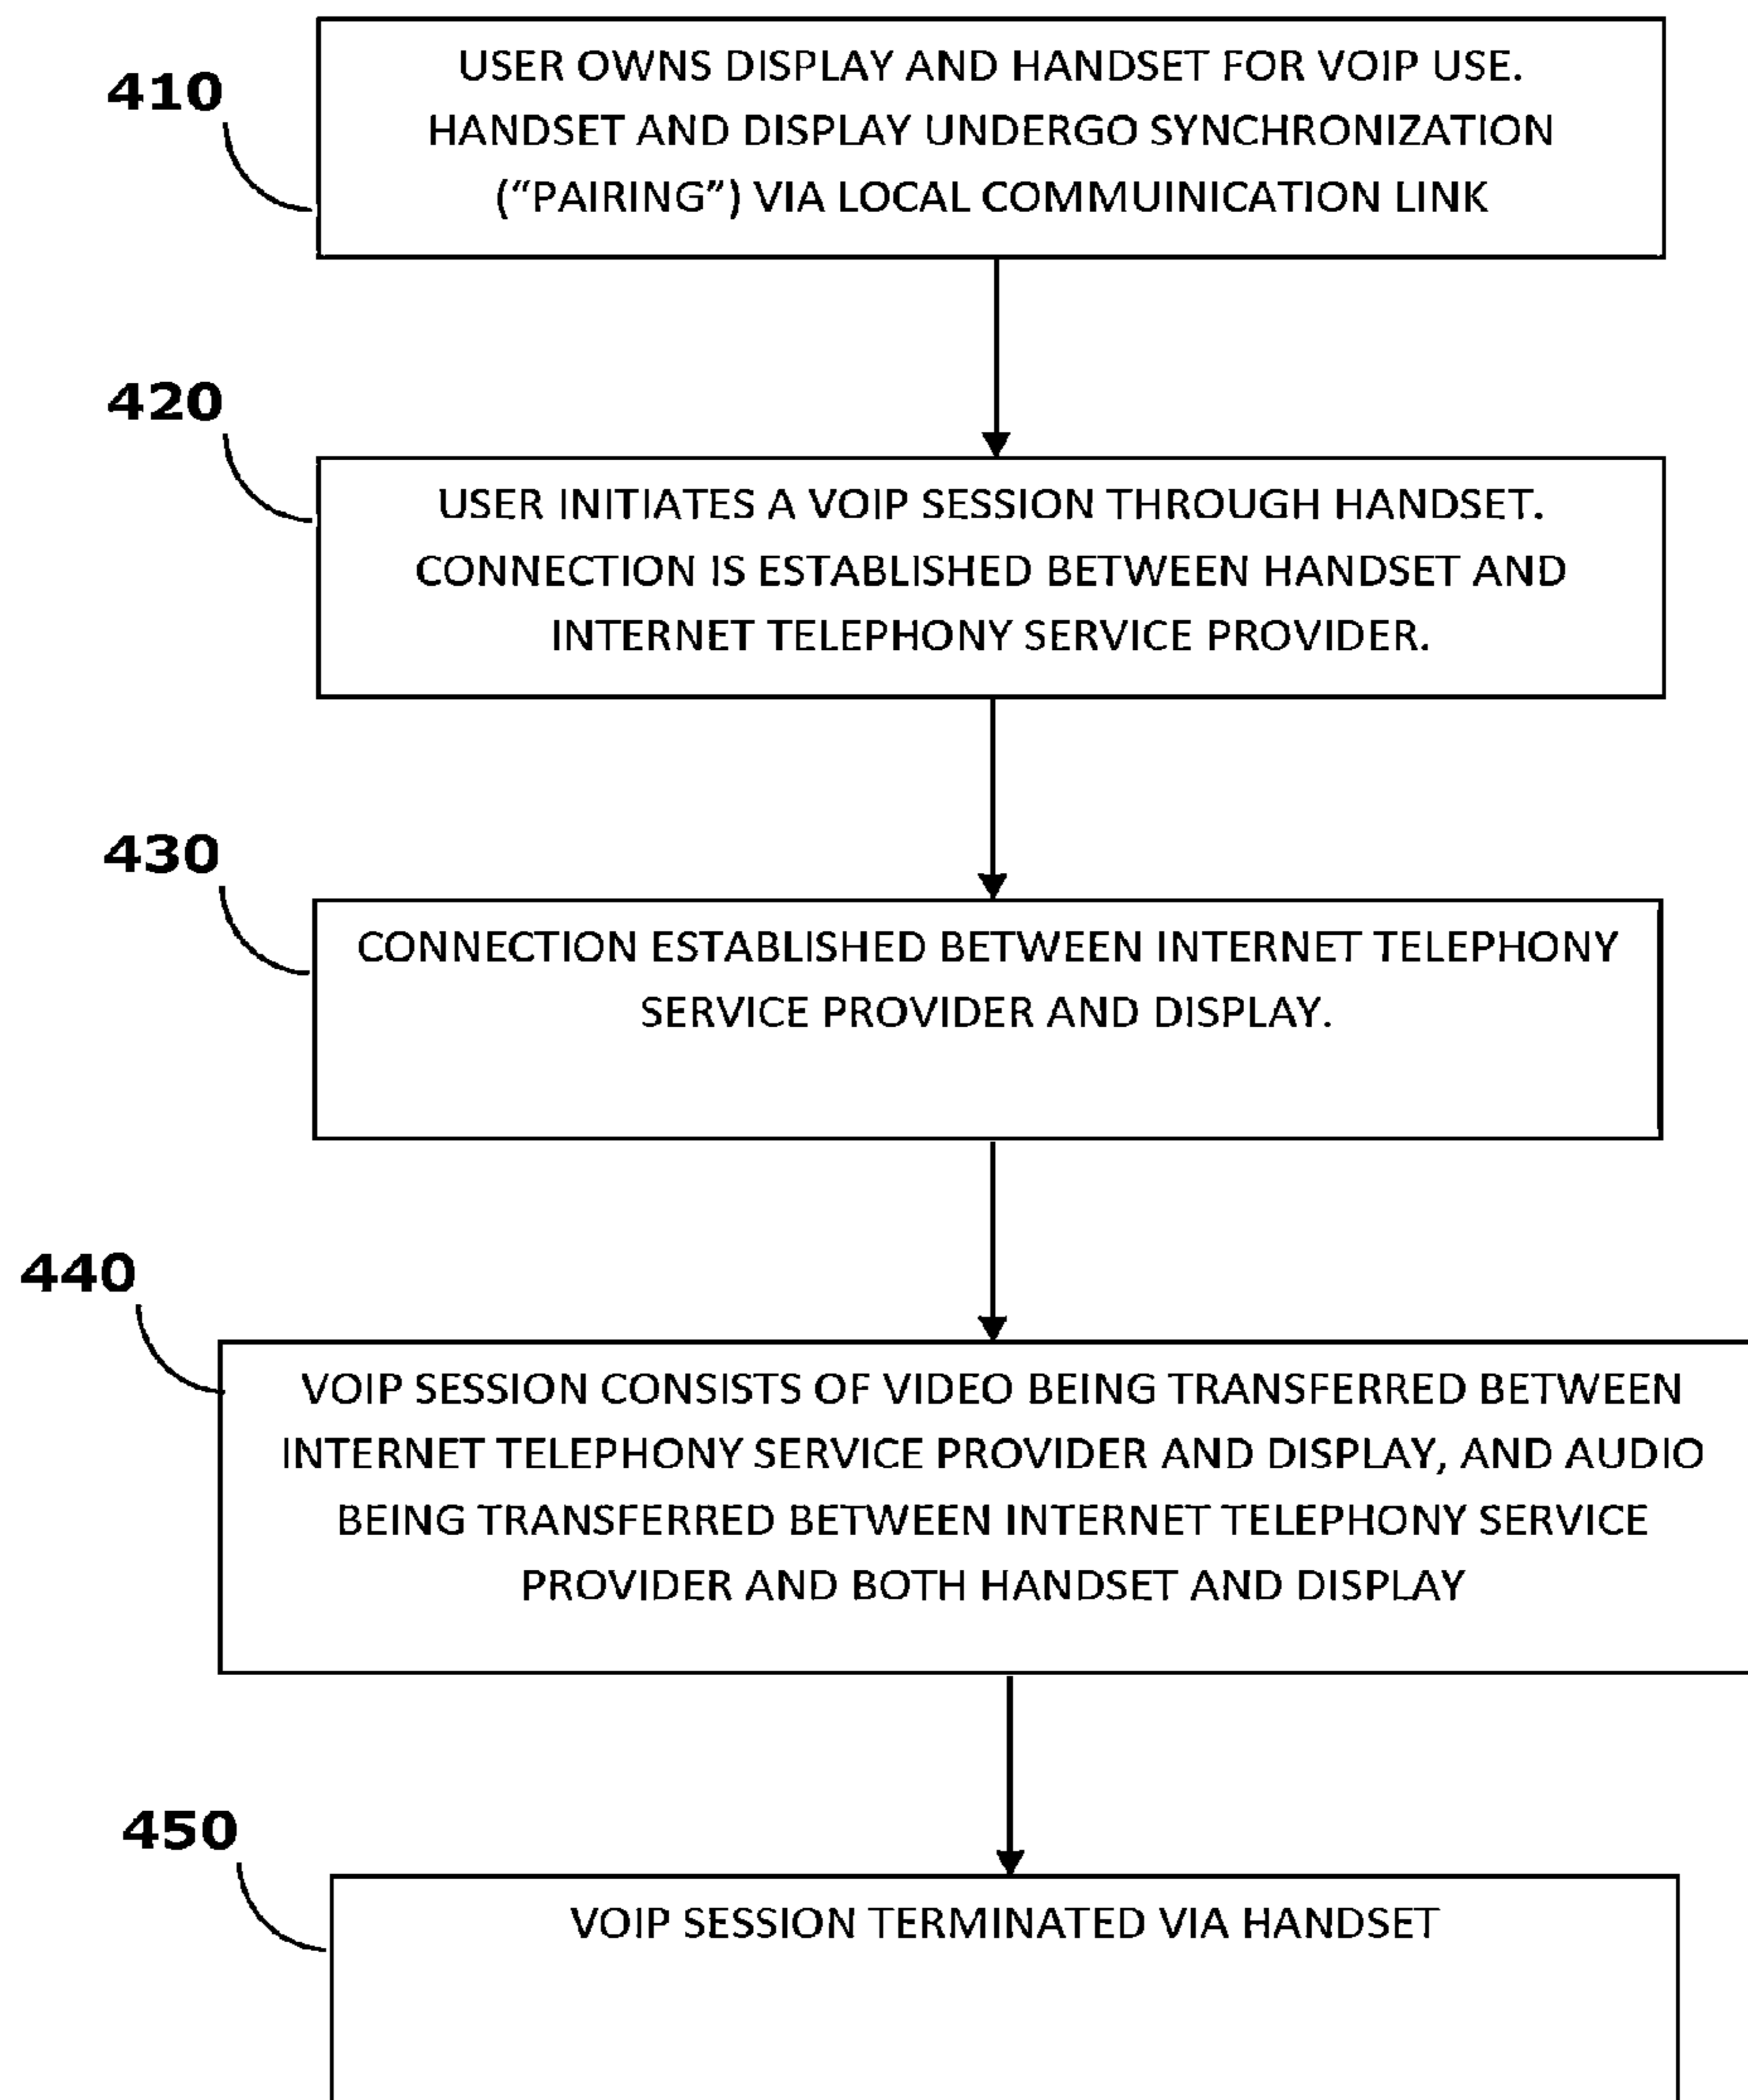 410
USER OWNS DISPLAY AND HANDSET FOR VOIP USE.
HANDSET AND DISPLAY UNDERGO SYNCHRONIZATION
(“PAIRING”) VIA LOCAL COMMUINICATION LINK
420
USER INITIATES A VOIP SESSION THROUGH HANDSET.
CONNECTION IS ESTABLISHED BETWEEN HANDSET AND
INTERNET TELEPHONY SERVICE PROVIDER.
430
CONNECTION ESTABLISHED BETWEEN INTERNET TELEPHONY
SERVICE PROVIDER AND DISPLAY.
440
VOIP SESSION CONSISTS OF VIDEO BEING TRANSFERRED BETWEEN
INTERNET TELEPHONY SERVICE PROVIDER AND DISPLAY, AND AUDIO
BEING TRANSFERRED BETWEEN INTERNET TELEPHONY SERVICE
PROVIDER AND BOTH HANDSET AND DISPLAY
450
VOIP SESSION TERMINATED VIA HANDSET